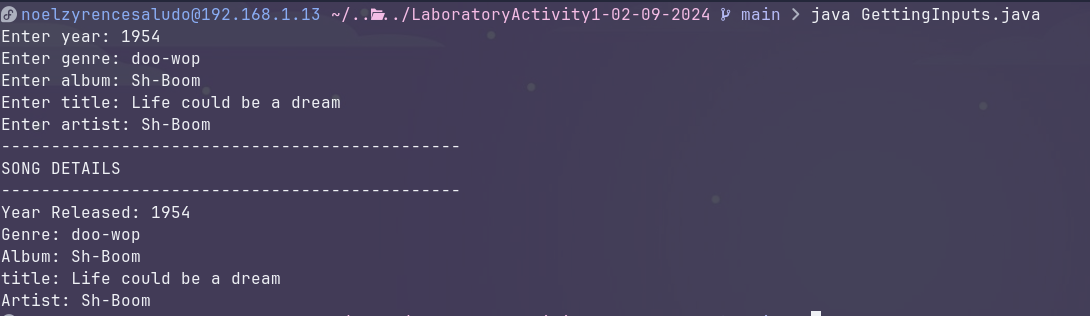 noelzyrencesaludo@192.168.1.13 ~/../../LaboratoryActivity1-02-09-2024 main > java GettingInputs.java
Enter year: 1954
Enter genre: doo-wop
Enter album: Sh-Boom
Enter title: Life could be a dream
Enter artist: Sh-Boom
----------------------------------------------
SONG DETAILS
----------------------------------------------
Year Released: 1954
Genre: doo-wop
Album: Sh-Boom
title: Life could be a dream
Artist: Sh-Boom